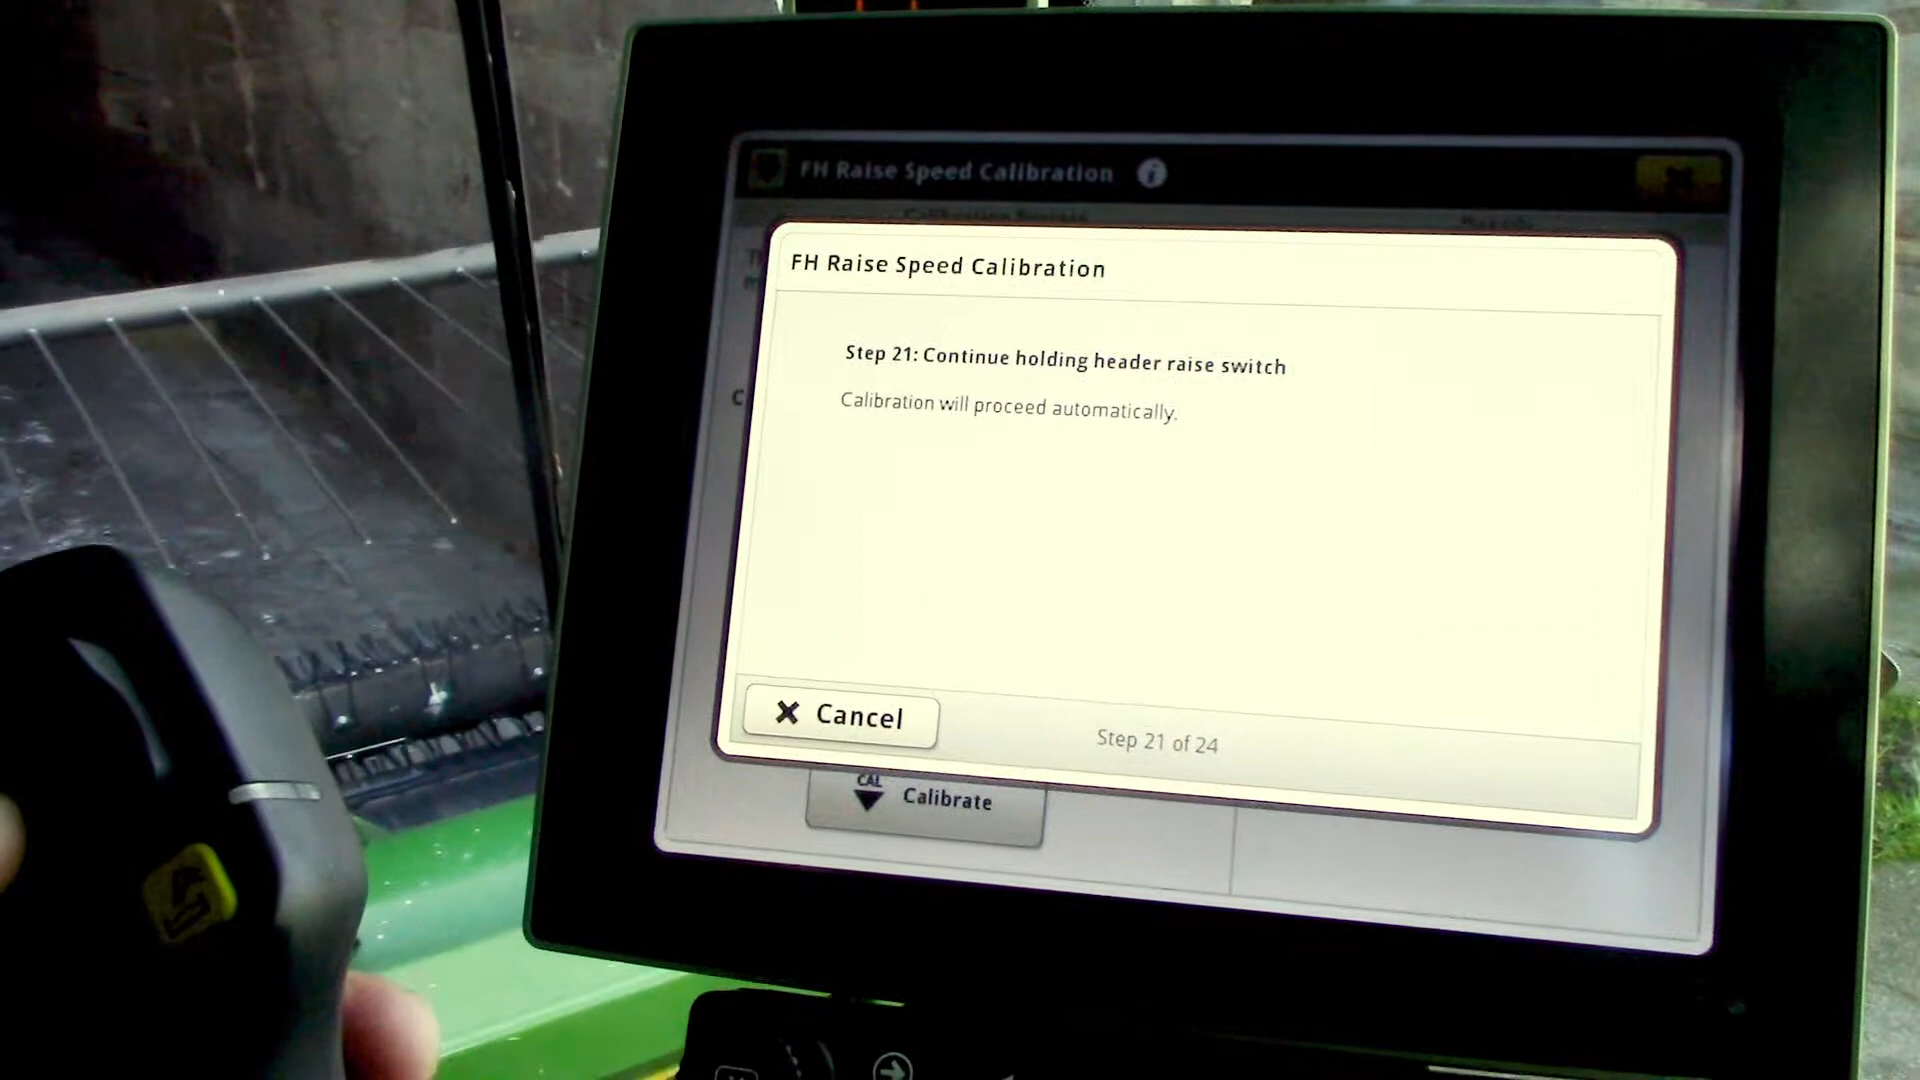 FH Raise Speed Calibration
FH Raise Speed Calibration
Step 21: Continue holding header raise switch
Calibration will proceed automatically.
Cancel
Step 21 of 24
CAL
Calibrate